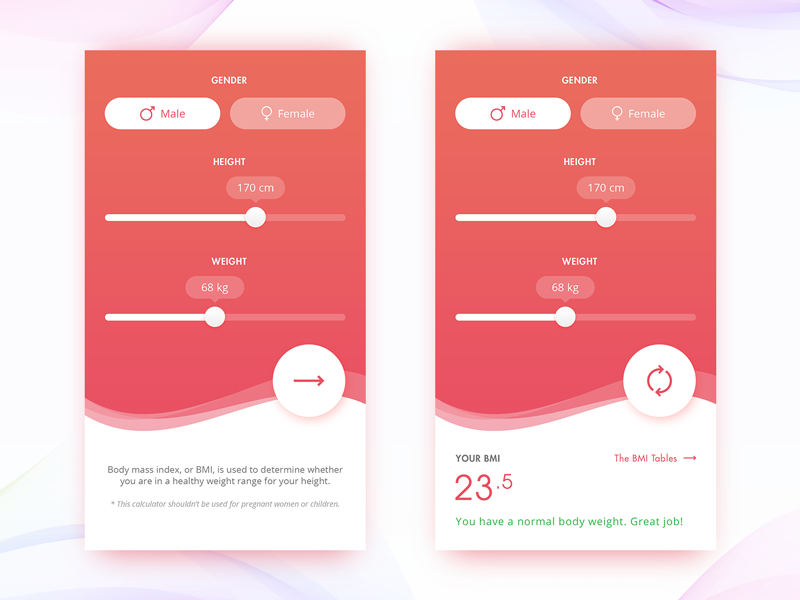 GENDER
Male
Female
HEIGHT
170 cm
WEIGHT
68 kg
Body mass index, or BMI, is used to determine whether
you are in a healthy weight range for your height.
* This calculator shouldn't be used for pregnant women or children.
GENDER
Male
Female
HEIGHT
170 cm
WEIGHT
68 kg
YOUR BMI
The BMI Tables
23.5
You have a normal body weight. Great job!